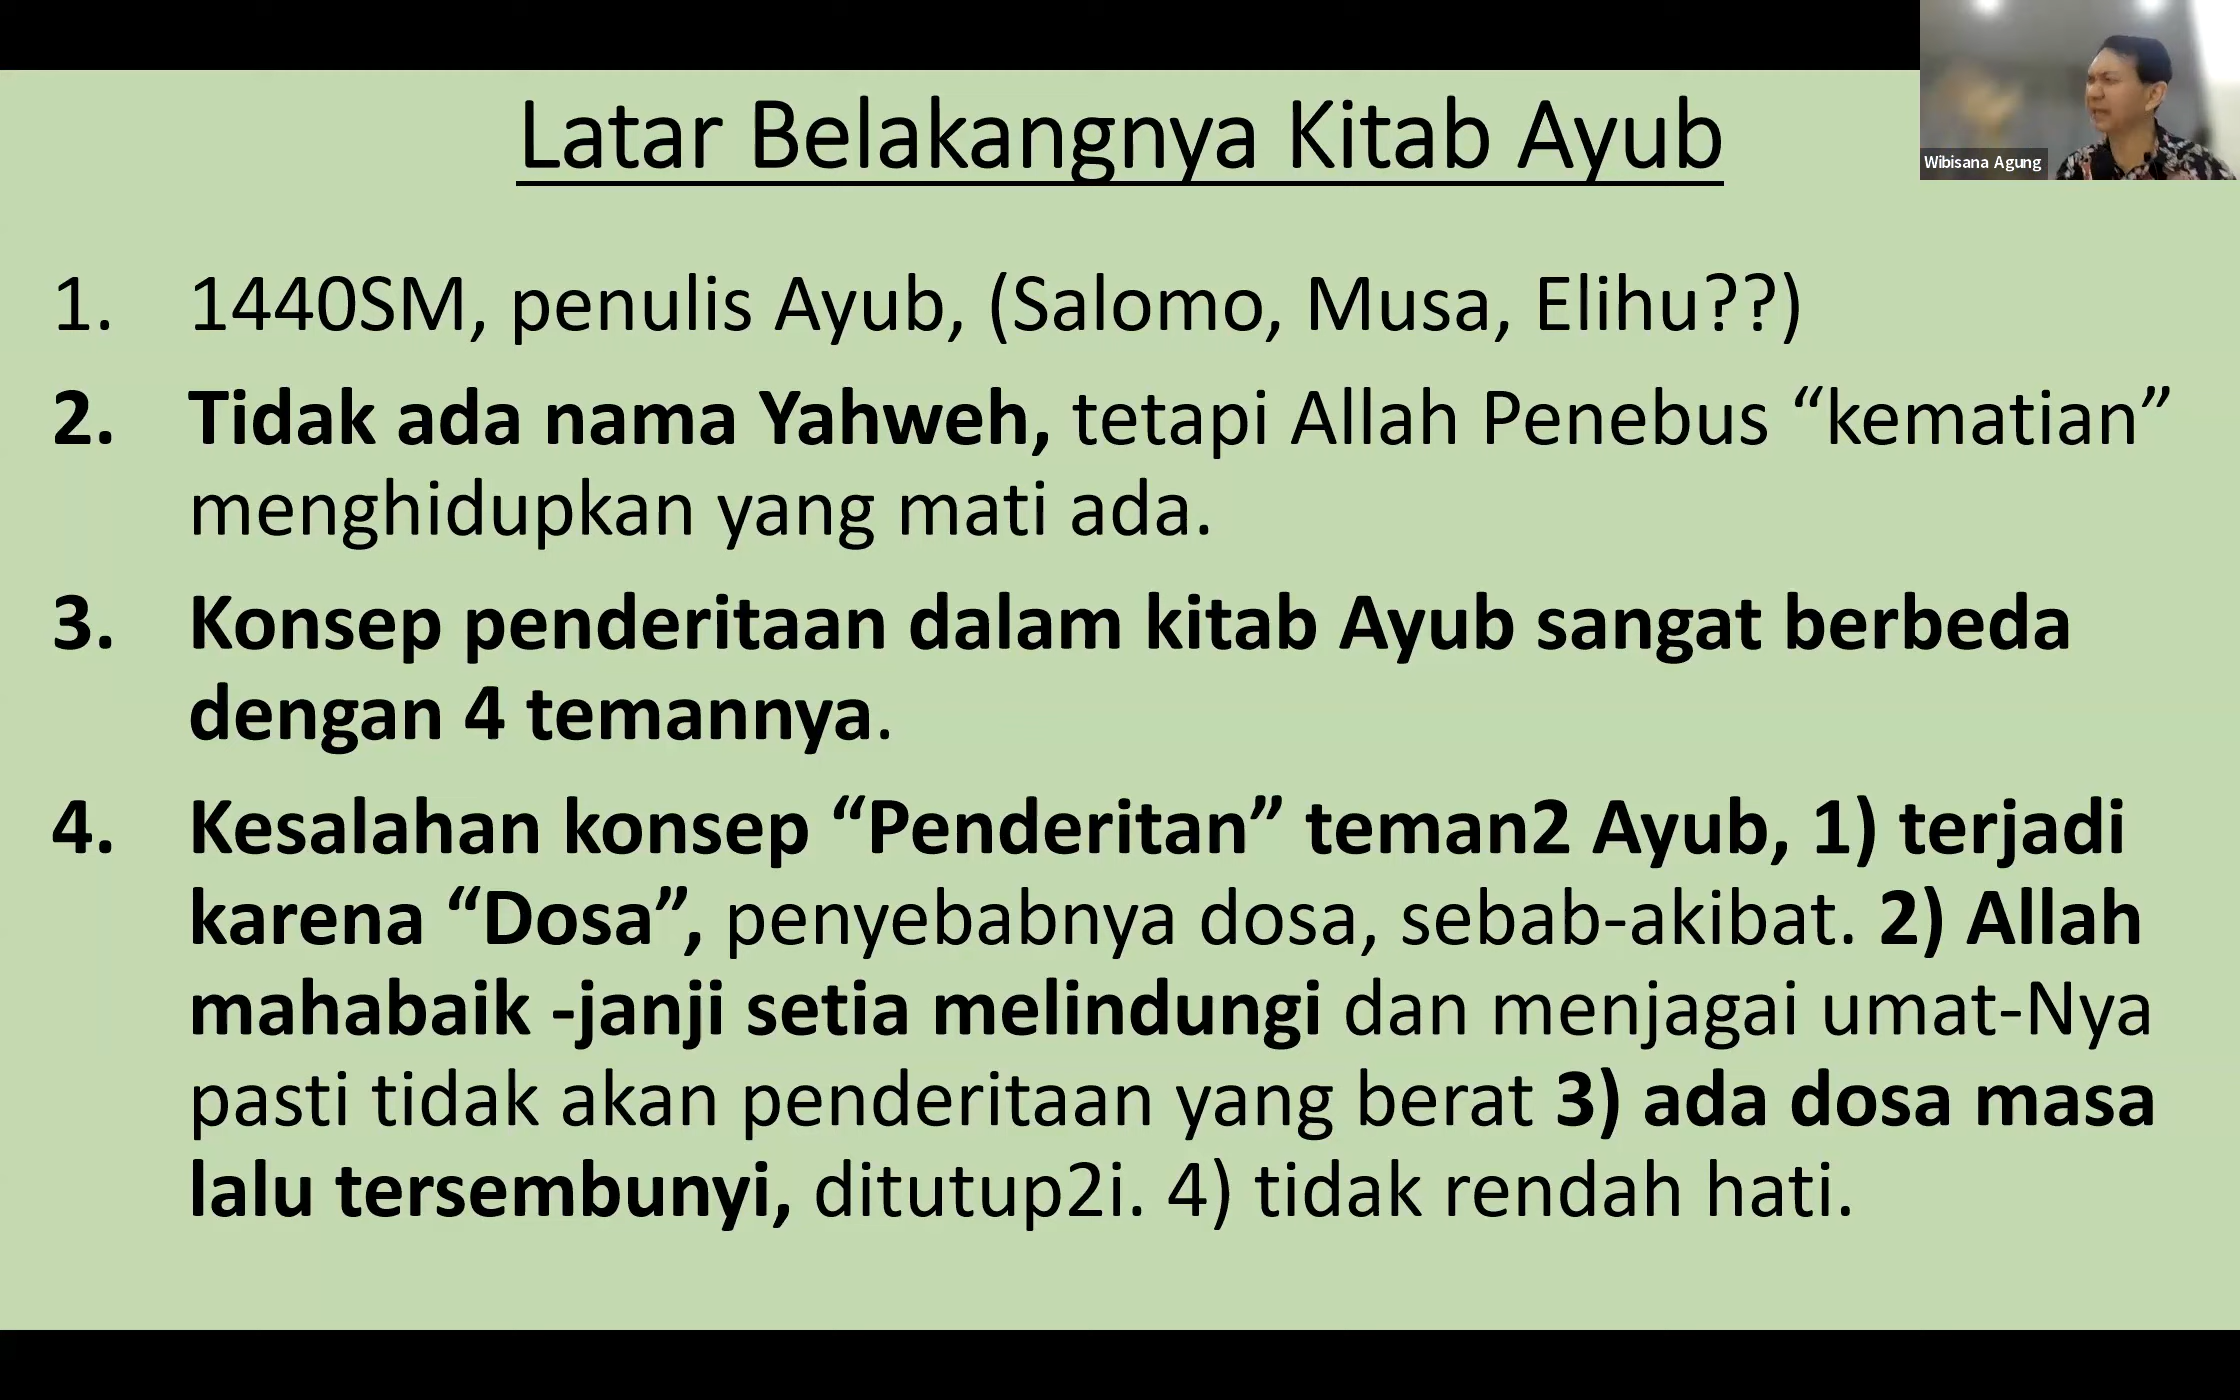 Latar Belakangnya Kitab Ayub
Wibisana Agung
1. 1440SM, penulis Ayub, (Salomo, Musa, Elihu??)
2. Tidak ada nama Yahweh, tetapi Allah Penebus “kematian”
menghidupkan yang mati ada.
3. Konsep penderitaan dalam kitab Ayub sangat berbeda
dengan 4 temannya.
4. Kesalahan konsep “Penderitan” teman2 Ayub, 1) terjadi
karena “Dosa”, penyebabnya dosa, sebab-akibat. 2) Allah
mahabaik -janji setia melindungi dan menjagai umat-Nya
pasti tidak akan penderitaan yang berat 3) ada dosa masa
lalu tersembunyi, ditutup2i. 4) tidak rendah hati.